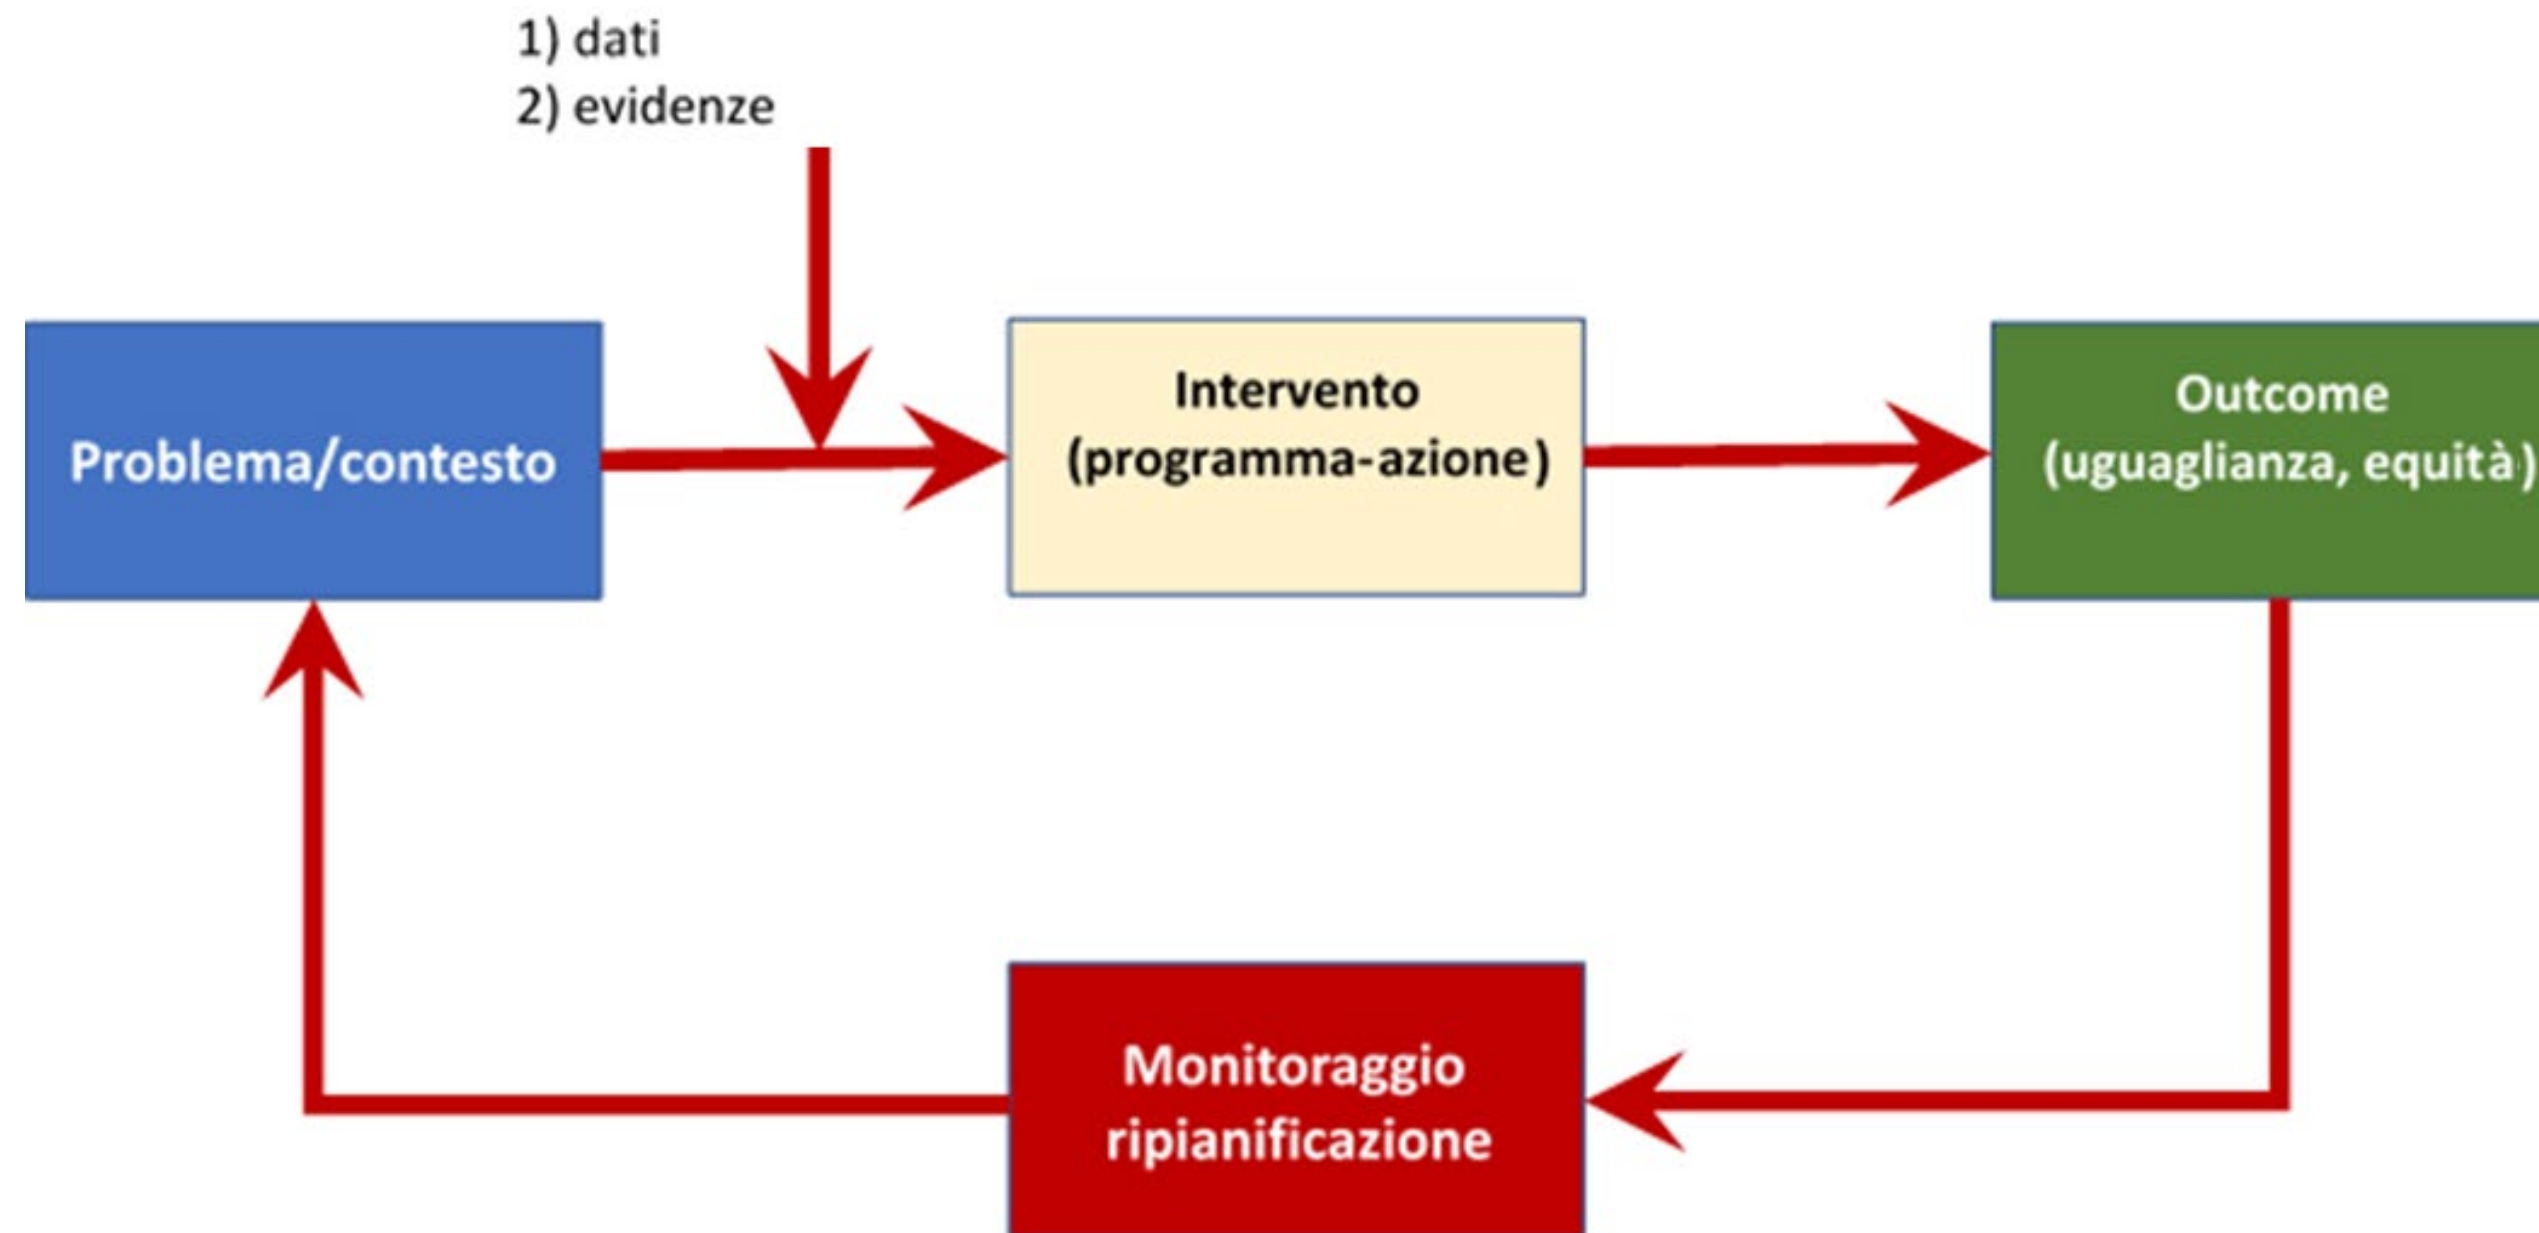 1) dati
2) evidenze
Problema/contesto
Intervento
(programma-azione)
Outcome
(uguaglianza, equità)
Monitoraggio
ripianificazione